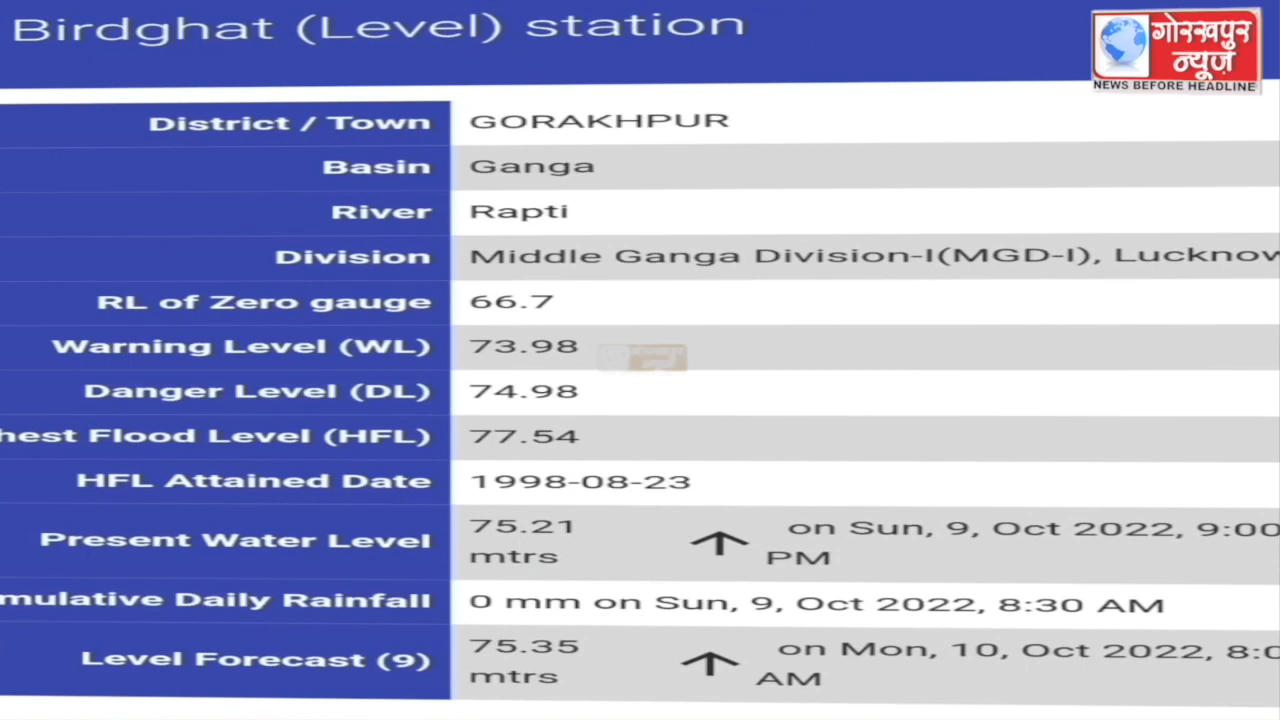 Birdghat (Level) station
गोरखपुर
न्यूज़
NEWS BEFORE HEADLINE
District / Town GORAKHPUR
Basin Ganga
River Rapti
Division Middle Ganga Division-I(MGD-I), Lucknow
RL of Zero gauge 66.7
Warning Level (WL) 73.98
Danger Level (DL) 74.98
hest Flood Level (HFL) 77.54
HFL Attained Date 1998-08-23
Present Water Level 75.21 mtrs ↑ on Sun, 9, Oct 2022, 9:00 PM
mulative Daily Rainfall 0 mm on Sun, 9, Oct 2022, 8:30 AM
Level Forecast (9) 75.35 mtrs ↑ on Mon, 10, Oct 2022, 8:0 AM